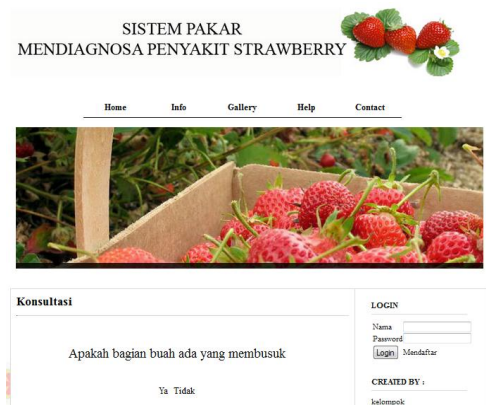 SISTEM PAKAR
MENDIAGNOSA PENYAKIT STRAWBERRY
Home Info Gallery Help Contact
Konsultasi
Apakah bagian buah ada yang membusuk
Ya Tidak
LOGIN
Nama
Password
Login Mendaftar
CREATED BY :
kelompok